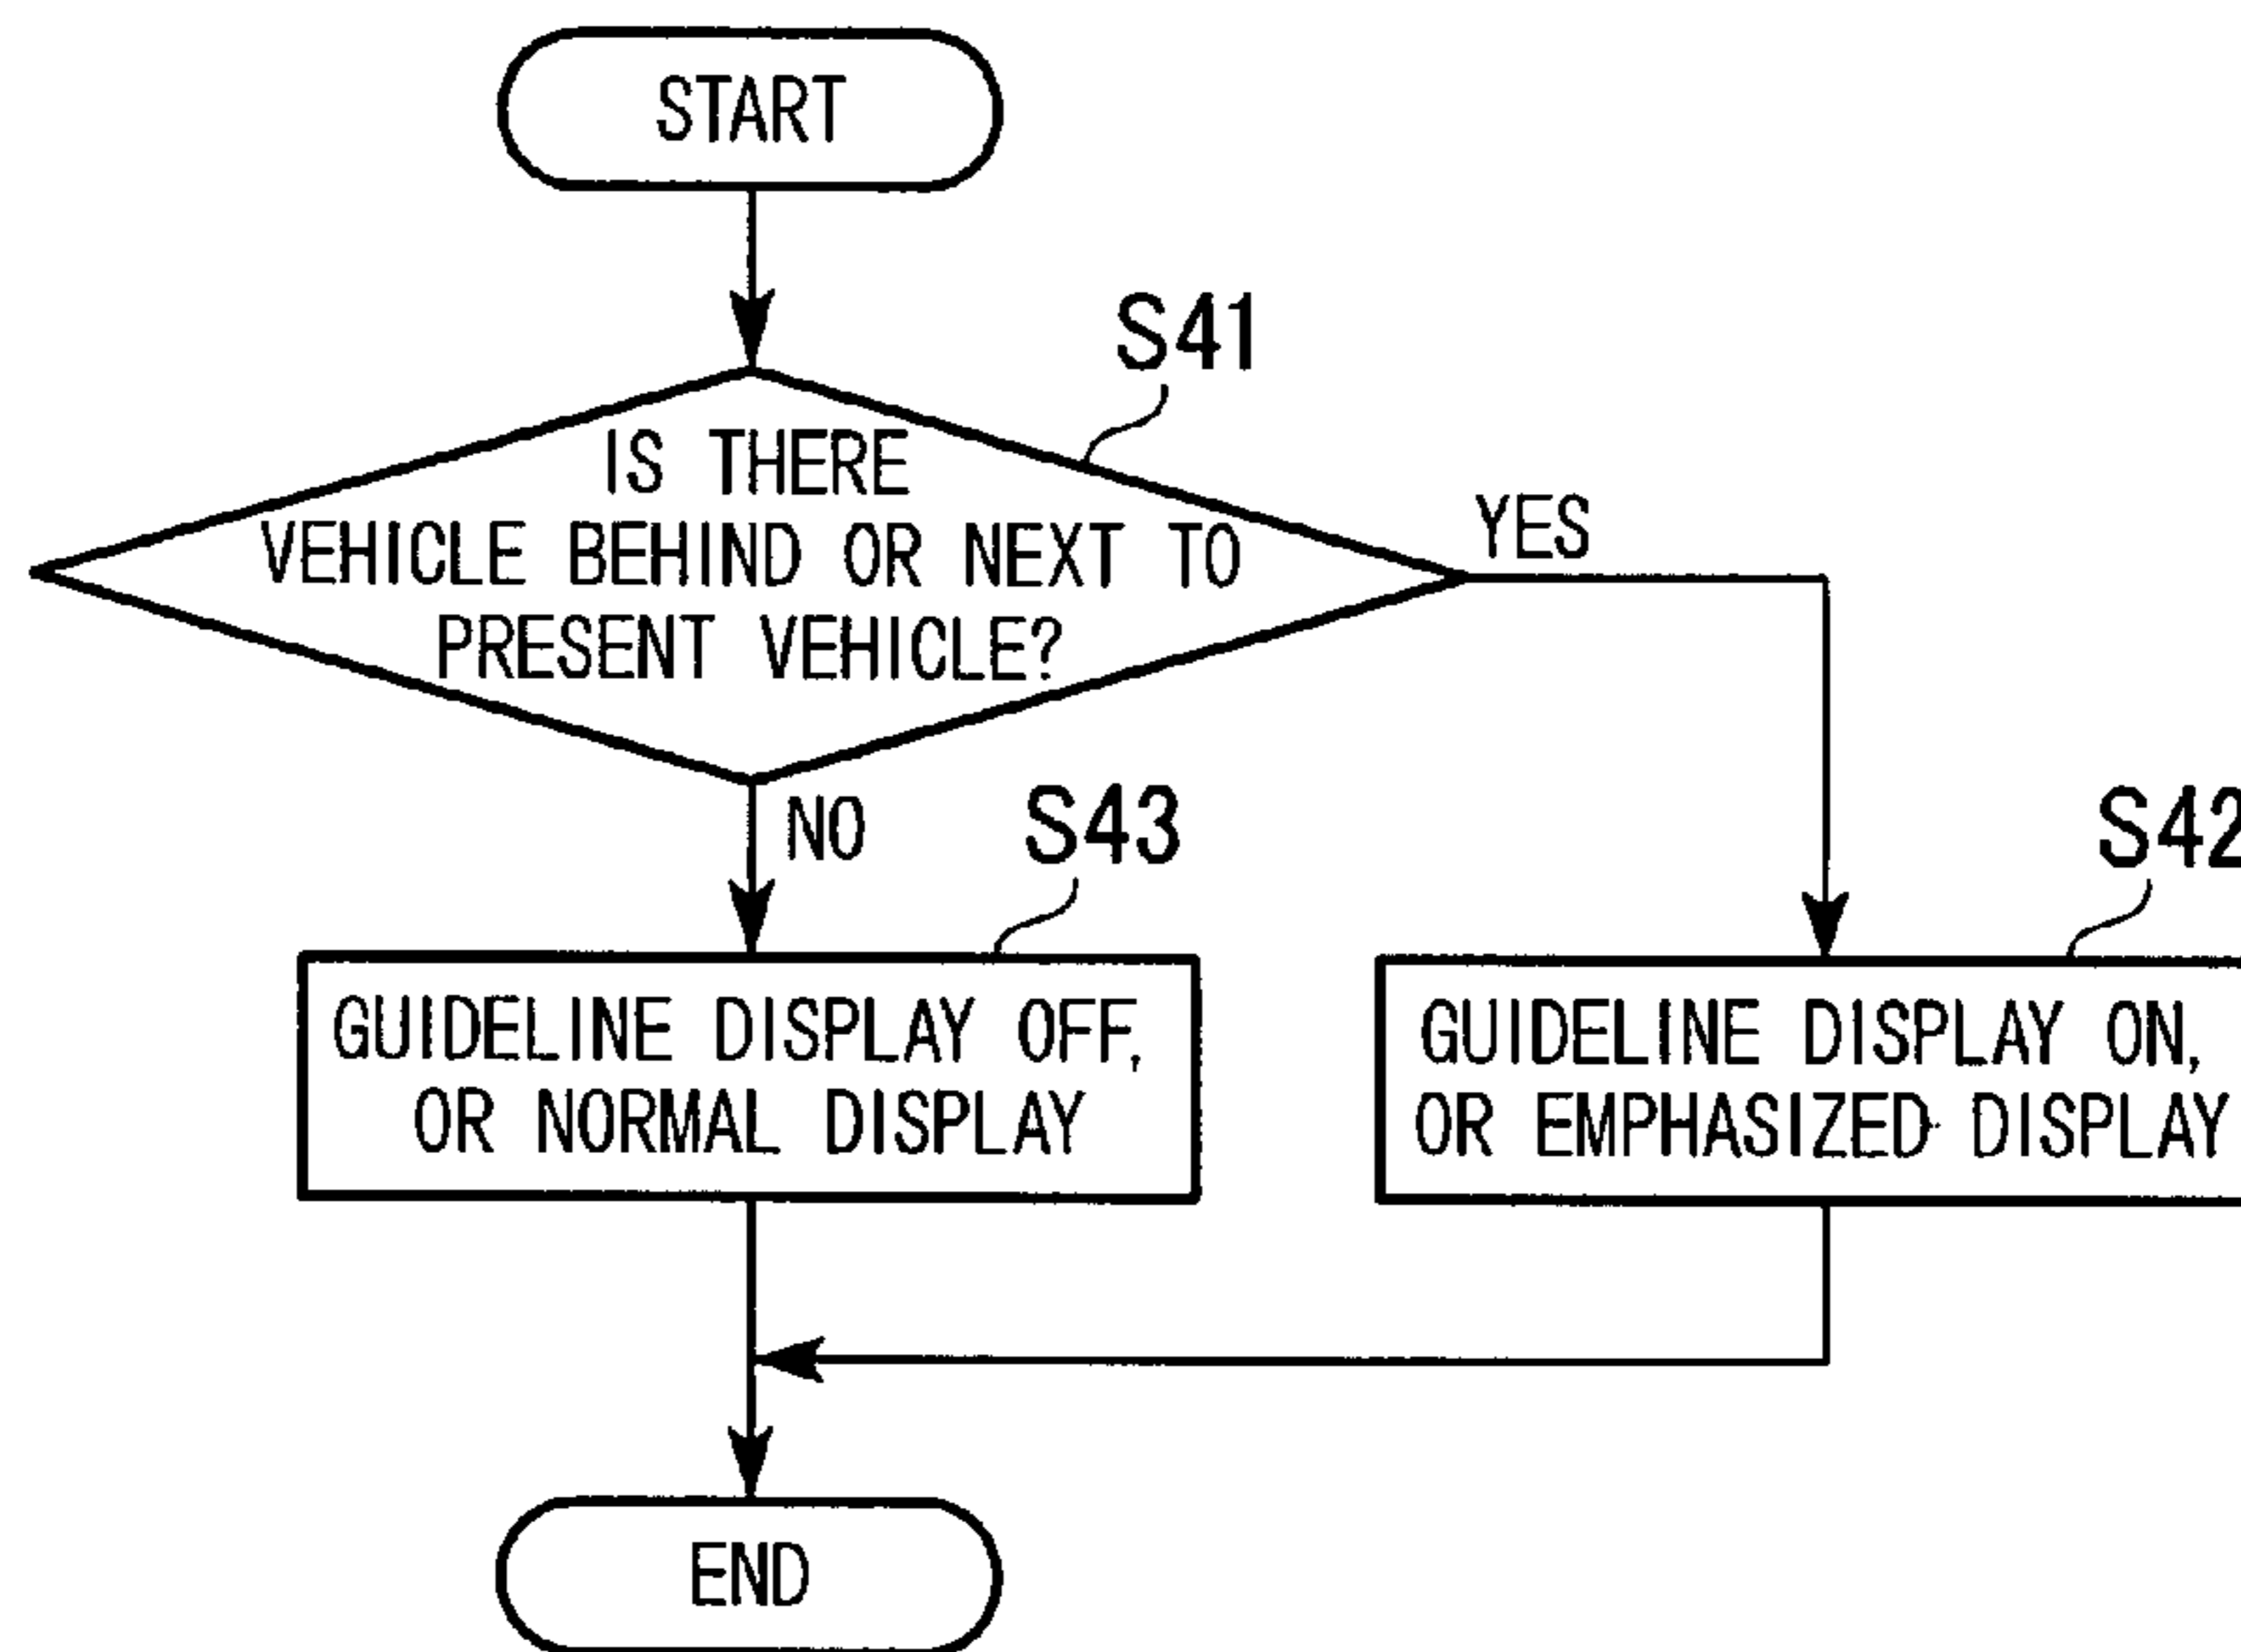 START
S41
IS THERE
VEHICLE BEHIND OR NEXT TO
PRESENT VEHICLE?
YES
NO
S43
S42
GUIDELINE DISPLAY OFF,
OR NORMAL DISPLAY
GUIDELINE DISPLAY ON,
OR EMPHASIZED DISPLAY
END